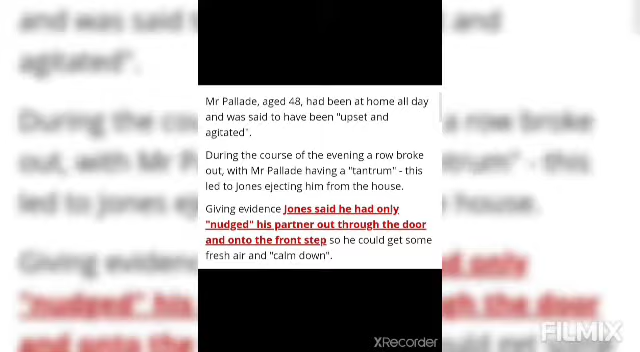 Mr Pallade, aged 48, had been at home all day
and was said to have been "upset and
agitated".
During the course of the evening a row broke
out, with Mr Pallade having a "tantrum" - this
led to Jones ejecting him from the house.
Giving evidence Jones said he had only
"nudged" his partner out through the door
and onto the front step so he could get some
fresh air and "calm down".
XRecorder
FILMIX